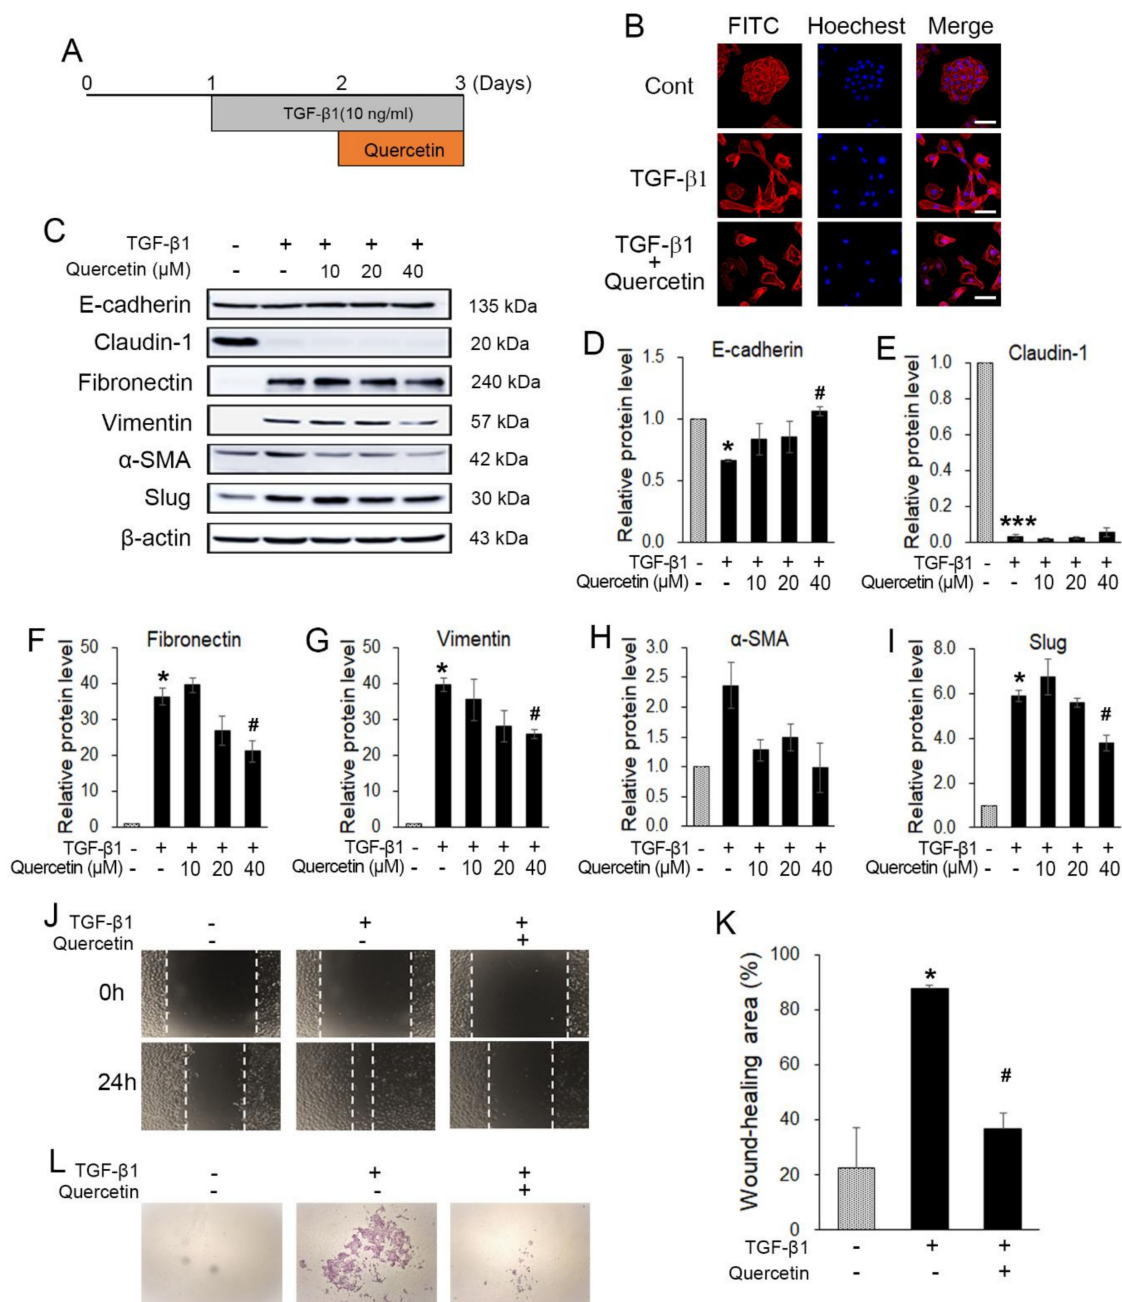 A
0 1 2 3 (Days)
TGF-β1(10 ng/ml)
Quercetin
B
FITC Hoechest Merge
Cont
TGF-β1
TGF-β1
+
Quercetin
C
TGF-β1 - + + + +
Quercetin (μM) - - 10 20 40
E-cadherin 135 kDa
Claudin-1 20 kDa
Fibronectin 240 kDa
Vimentin 57 kDa
α-SMA 42 kDa
Slug 30 kDa
β-actin 43 kDa
D
E-cadherin
Relative protein level
1.5
1.0
0.5
0.0
*
#
TGF-β1 - + + + +
Quercetin (μM) - - 10 20 40
E
Claudin-1
Relative protein level
1.0
0.8
0.6
0.4
0.2
0.0
***
TGF-β1 - + + + +
Quercetin (μM) - - 10 20 40
F
Fibronectin
Relative protein level
50
40
30
20
10
0
*
#
TGF-β1 - + + + +
Quercetin (μM) - - 10 20 40
G
Vimentin
Relative protein level
50
40
30
20
10
0
*
#
TGF-β1 - + + + +
Quercetin (μM) - - 10 20 40
H
α-SMA
Relative protein level
3.0
2.5
2.0
1.5
1.0
0.5
0.0
TGF-β1 - + + + +
Quercetin (μM) - - 10 20 40
I
Slug
Relative protein level
8.0
6.0
4.0
2.0
0.0
*
#
TGF-β1 - + + + +
Quercetin (μM) - - 10 20 40
J
TGF-β1 - + +
Quercetin - - +
0h
24h
K
Wound-healing area (%)
100
80
60
40
20
0
*
#
TGF-β1 - + +
Quercetin - - +
L
TGF-β1 - + +
Quercetin - - +